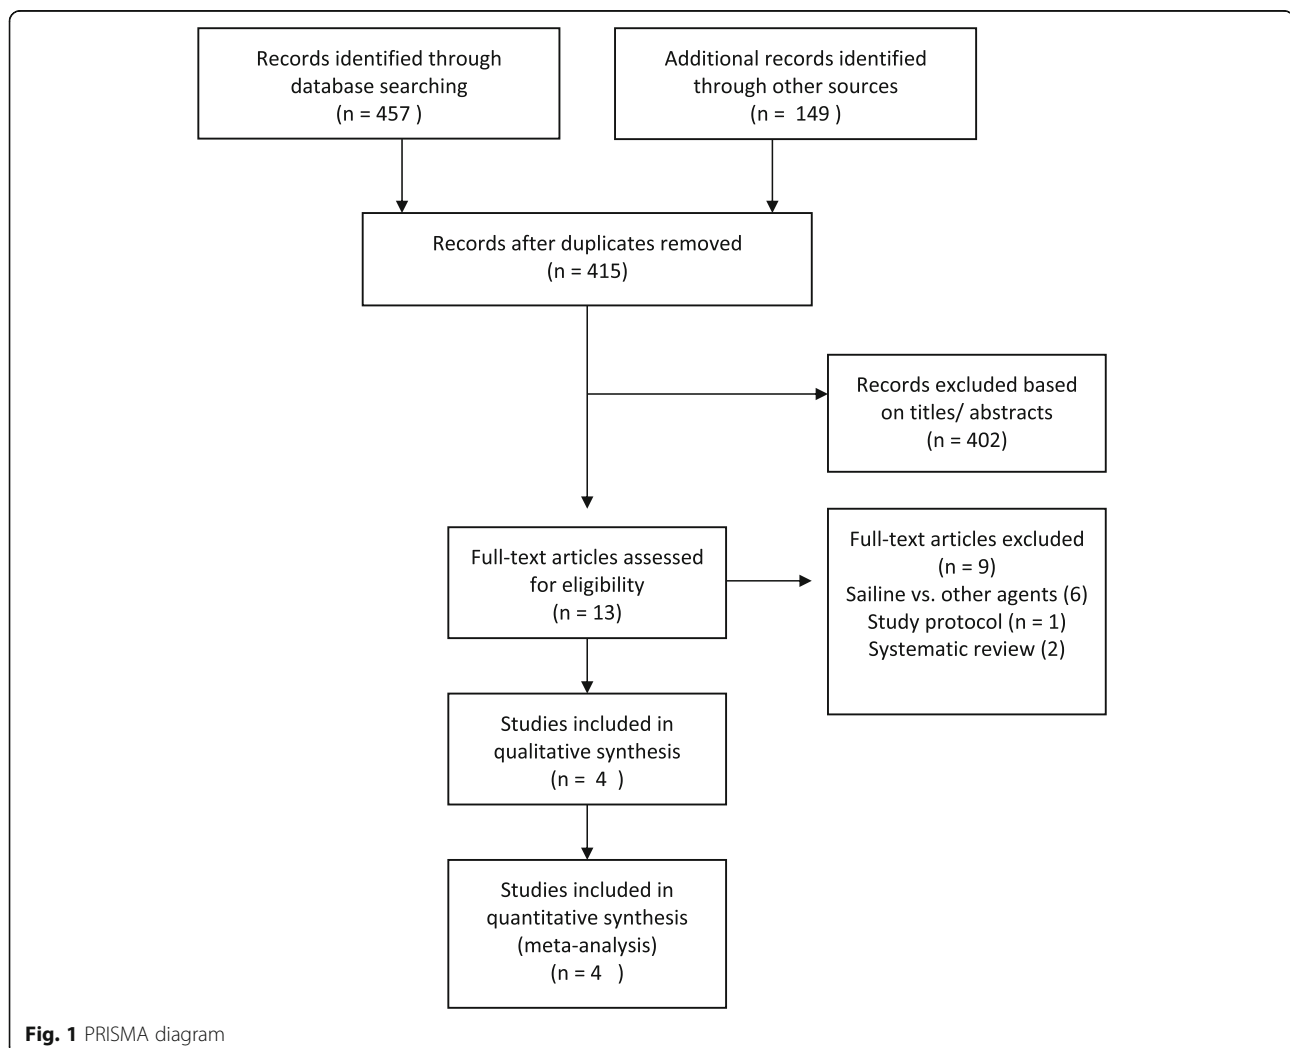 Records identified through
database searching
(n = 457 )
Additional records identified
through other sources
(n = 149 )
Records after duplicates removed
(n = 415)
Records excluded based
on titles/ abstracts
(n = 402)
Full-text articles assessed
for eligibility
(n = 13)
Full-text articles excluded
(n = 9)
Sailine vs. other agents (6)
Study protocol (n = 1)
Systematic review (2)
Studies included in
qualitative synthesis
(n = 4 )
Studies included in
quantitative synthesis
(meta-analysis)
(n = 4 )
Fig. 1 PRISMA diagram